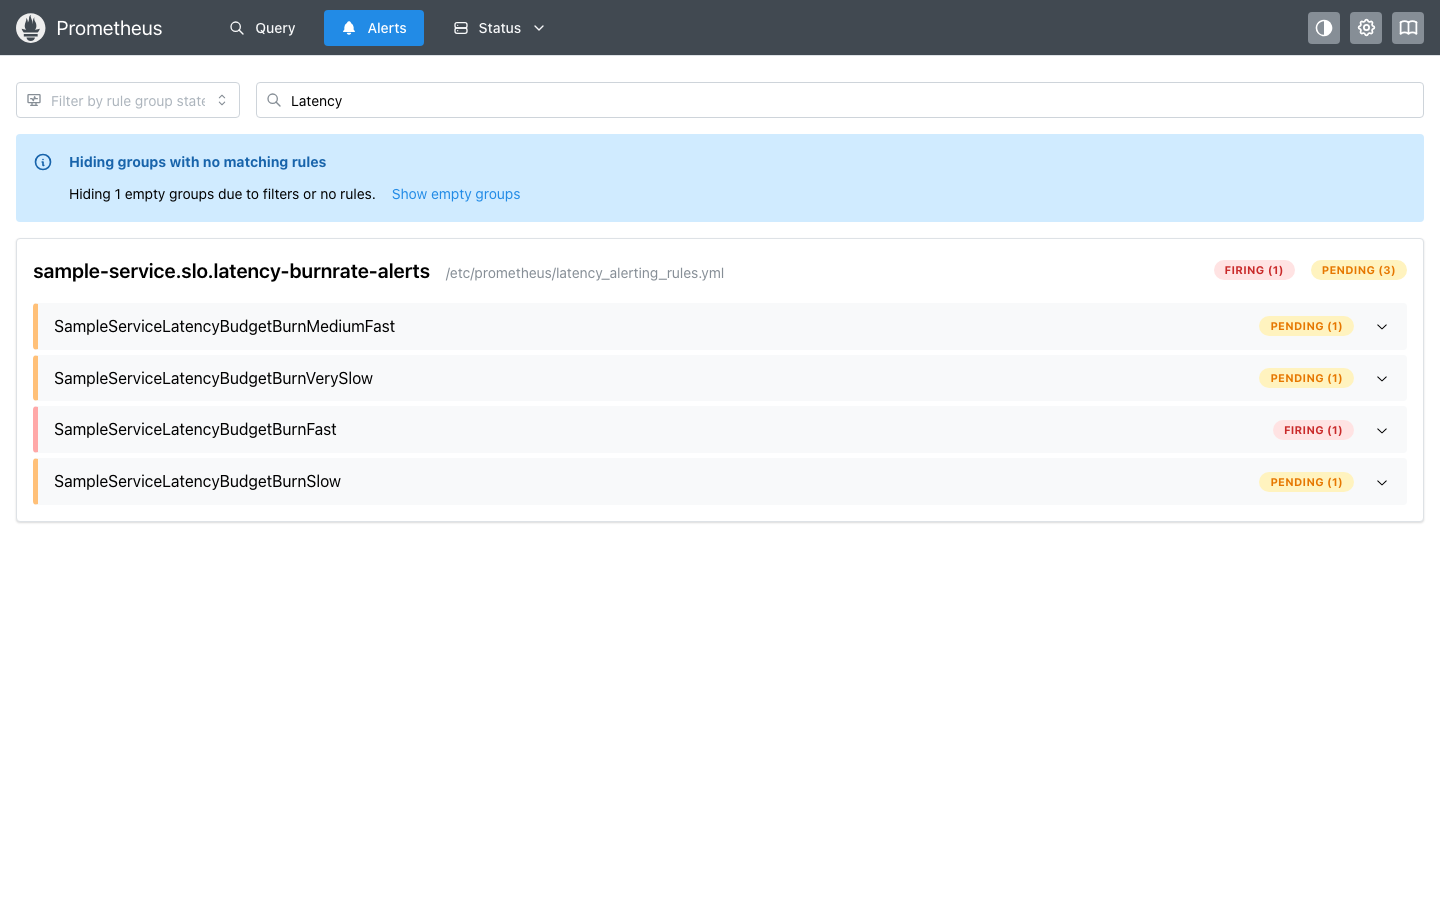 Prometheus
Query
Alerts
Status
Filter by rule group state
Latency
Hiding groups with no matching rules
Hiding 1 empty groups due to filters or no rules. Show empty groups
sample-service.slo.latency-burnrate-alerts /etc/prometheus/latency_alerting_rules.yml FIRING (1) PENDING (3)
SampleServiceLatencyBudgetBurnMediumFast PENDING (1)
SampleServiceLatencyBudgetBurnVerySlow PENDING (1)
SampleServiceLatencyBudgetBurnFast FIRING (1)
SampleServiceLatencyBudgetBurnSlow PENDING (1)